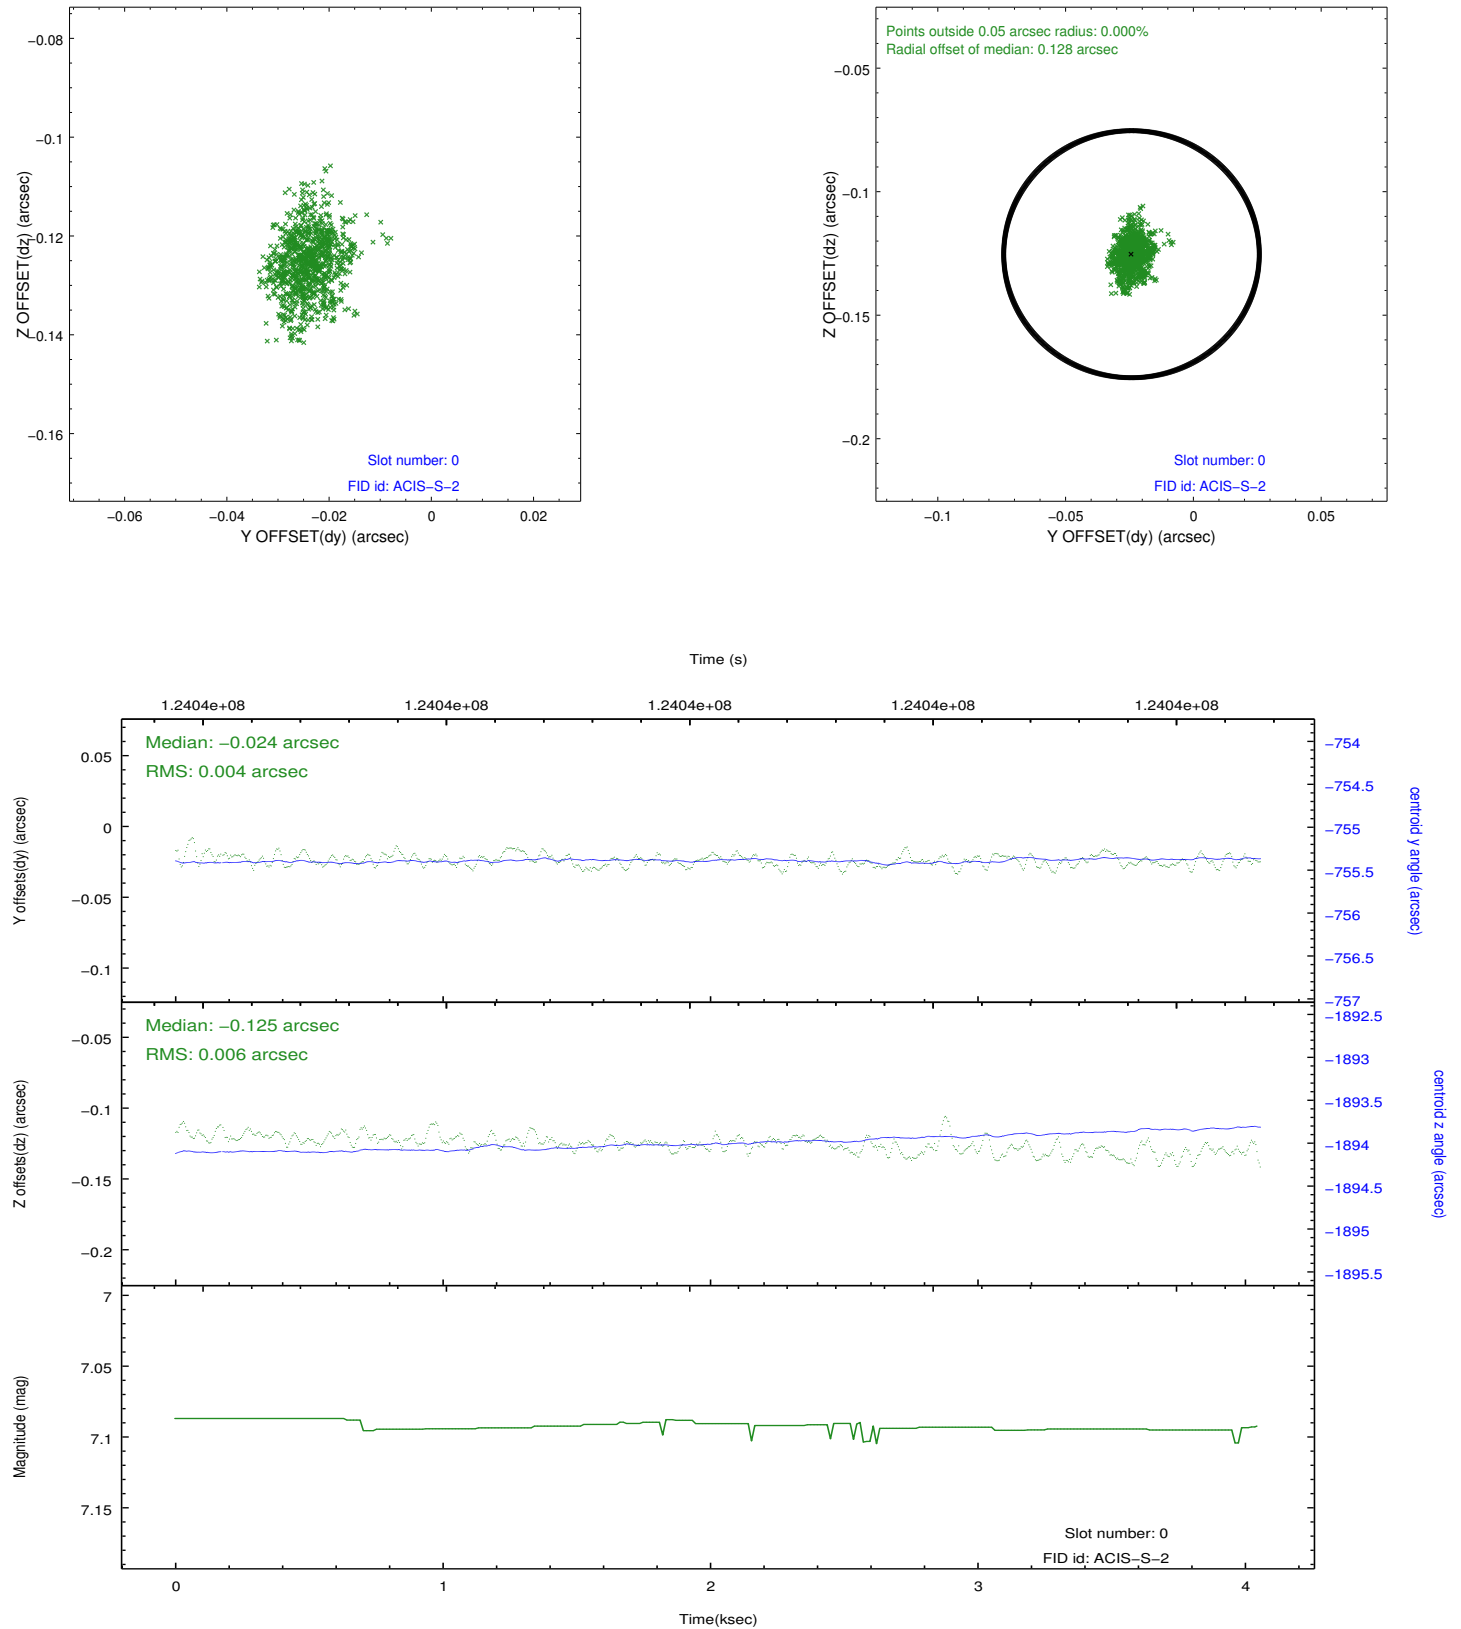 −0.08
−0.1
−0.12
−0.14
−0.16
Z OFFSET(dz) (arcsec)
Slot number: 0
FID id: ACIS−S−2
−0.06
−0.04
−0.02
0
0.02
Y OFFSET(dy) (arcsec)
Points outside 0.05 arcsec radius: 0.000%
Radial offset of median: 0.128 arcsec
−0.05
−0.1
−0.15
−0.2
Z OFFSET(dz) (arcsec)
Slot number: 0
FID id: ACIS−S−2
−0.1
−0.05
0
0.05
Y OFFSET(dy) (arcsec)
Time (s)
1.2404e+08
1.2404e+08
1.2404e+08
1.2404e+08
1.2404e+08
Median: −0.024 arcsec
RMS: 0.004 arcsec
0.05
0
−0.05
−0.1
Y offsets(dy) (arcsec)
−754
−754.5
−755
−755.5
−756
−756.5
−757
centroid y angle (arcsec)
Median: −0.125 arcsec
RMS: 0.006 arcsec
−0.05
−0.1
−0.15
−0.2
Z offsets(dz) (arcsec)
−1892.5
−1893
−1893.5
−1894
−1894.5
−1895
−1895.5
centroid z angle (arcsec)
7
7.05
7.1
7.15
Magnitude (mag)
Slot number: 0
FID id: ACIS−S−2
0
1
2
3
4
Time(ksec)